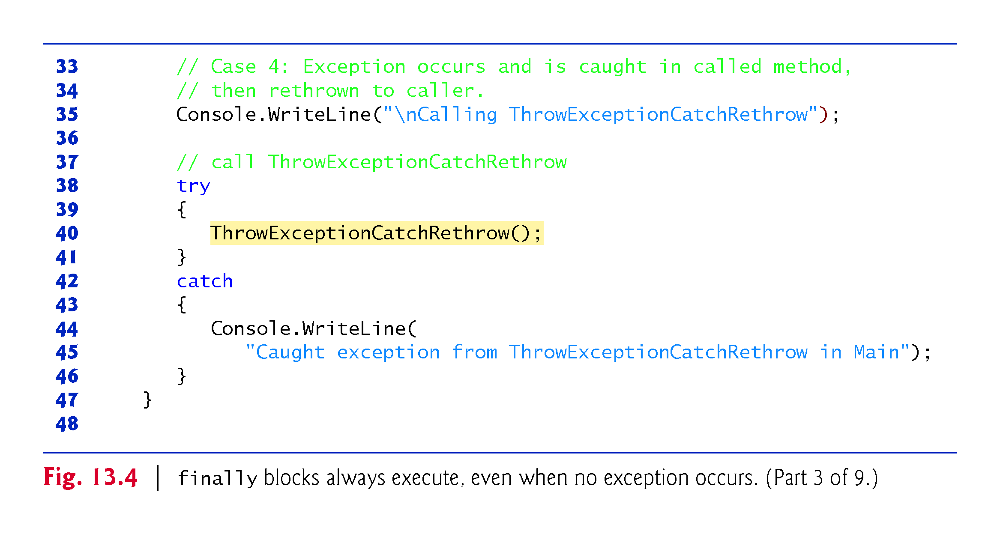 33 // Case 4: Exception occurs and is caught in called method,
34 // then rethrown to caller.
35 Console.WriteLine("\nCalling ThrowExceptionCatchRethrow");
36
37 // call ThrowExceptionCatchRethrow
38 try
39 {
40 ThrowExceptionCatchRethrow();
41 }
42 catch
43 {
44 Console.WriteLine(
45 "Caught exception from ThrowExceptionCatchRethrow in Main");
46 }
47 }
48
Fig. 13.4 | finally blocks always execute, even when no exception occurs. (Part 3 of 9.)